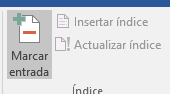 Marcar entrada
Insertar índice
Actualizar índice
Índice